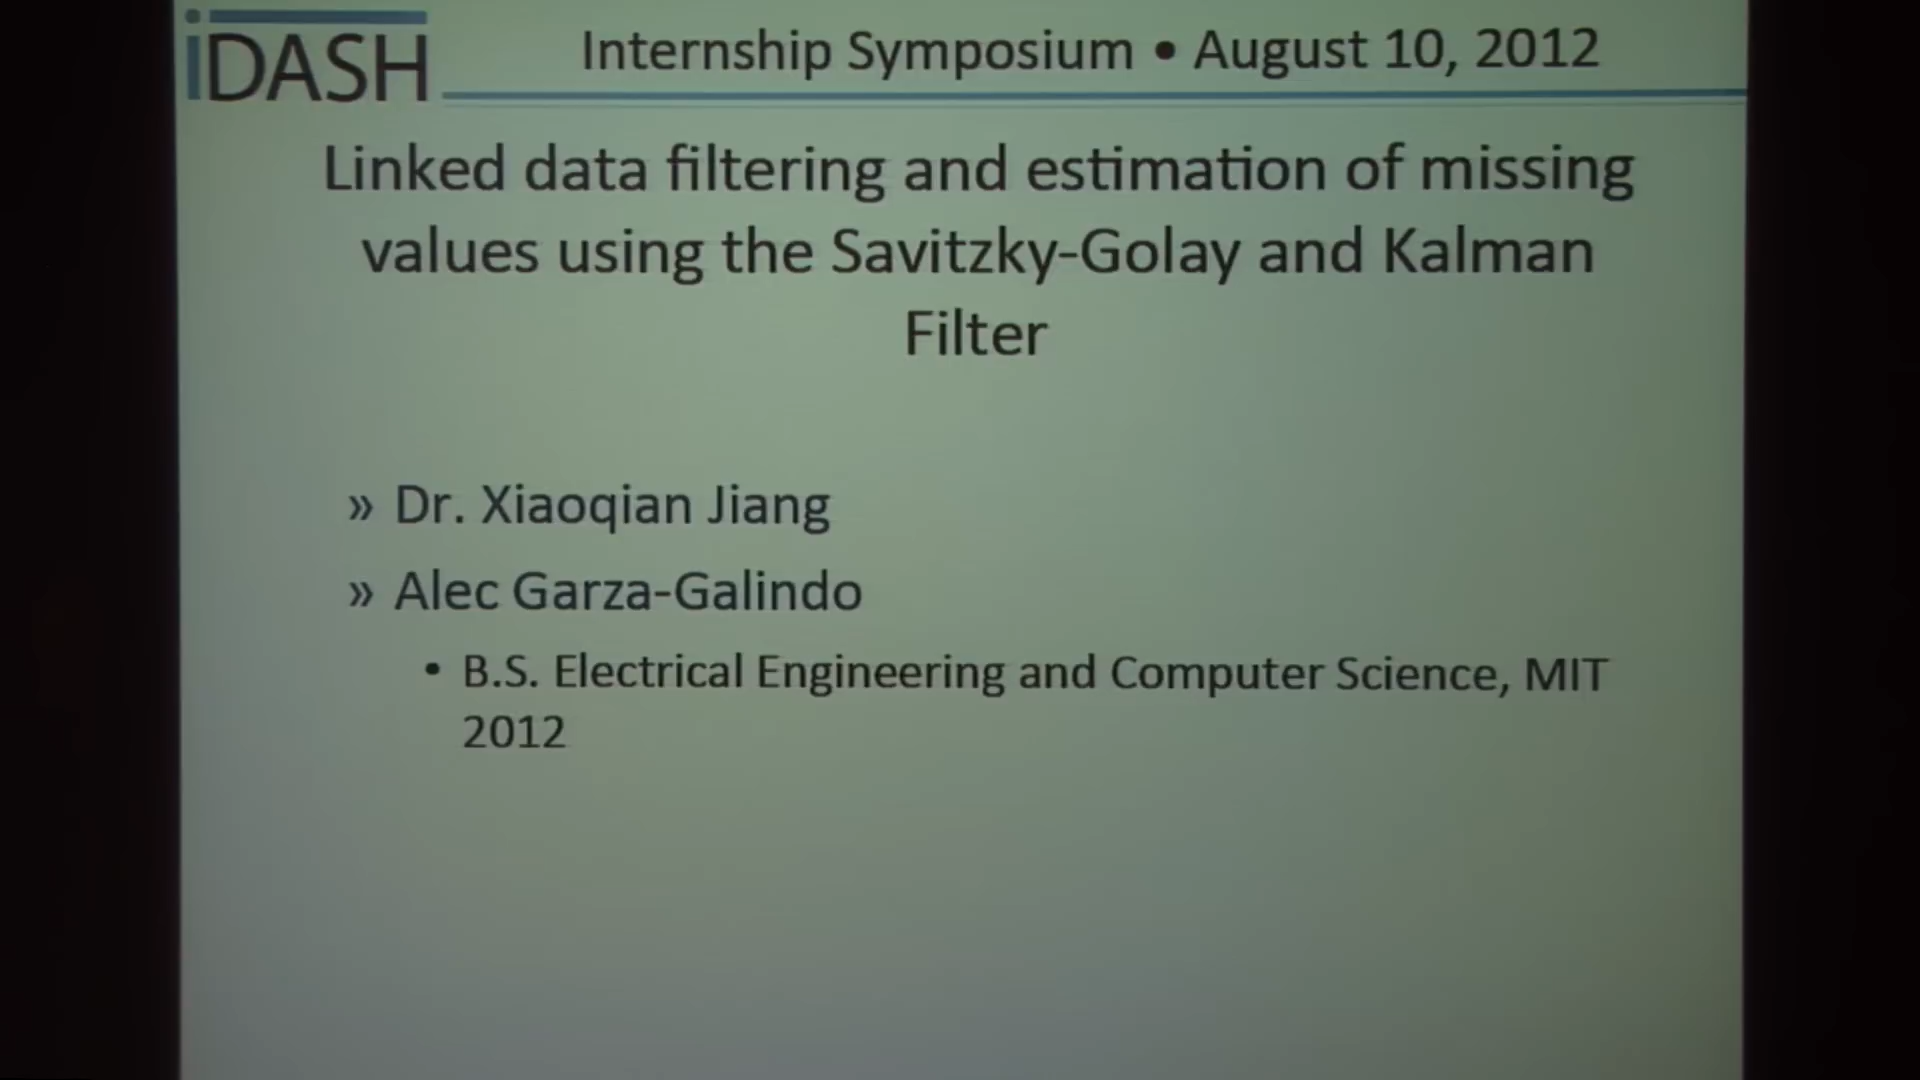 iDASH
Internship Symposium • August 10, 2012
Linked data filtering and estimation of missing
values using the Savitzky-Golay and Kalman
Filter
» Dr. Xiaoqian Jiang
» Alec Garza-Galindo
• B.S. Electrical Engineering and Computer Science, MIT
2012